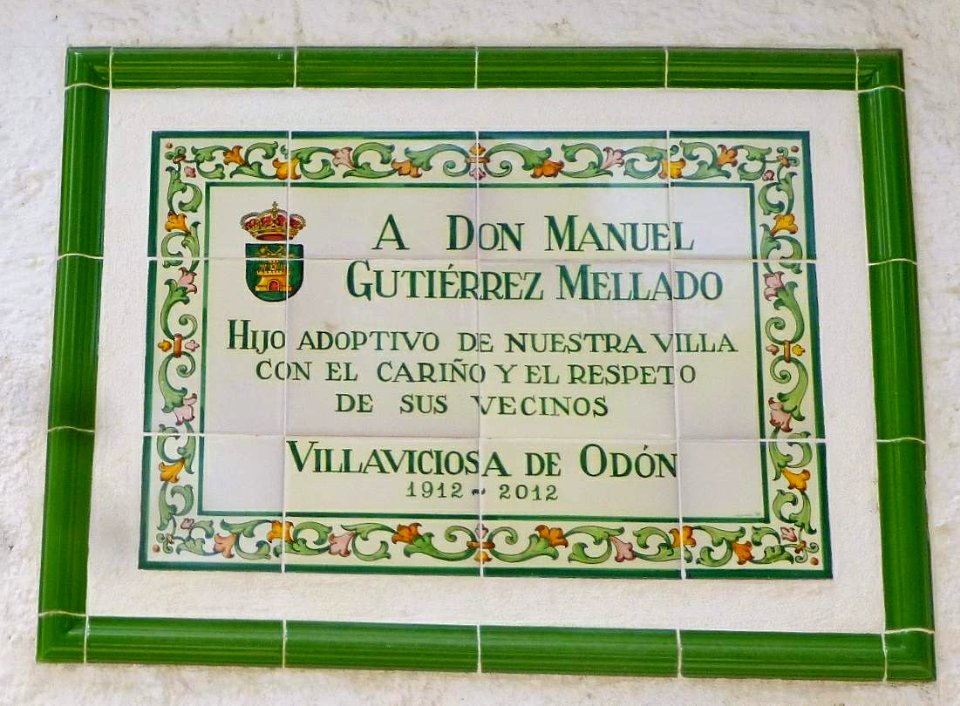 A DON MANUEL
GUTIÉRREZ MELLADO
HIJO ADOPTIVO DE NUESTRA VILLA
CON EL CARIÑO Y EL RESPETO
DE SUS VECINOS
VILLAVICIOSA DE ODÓN
1912 ~ 2012